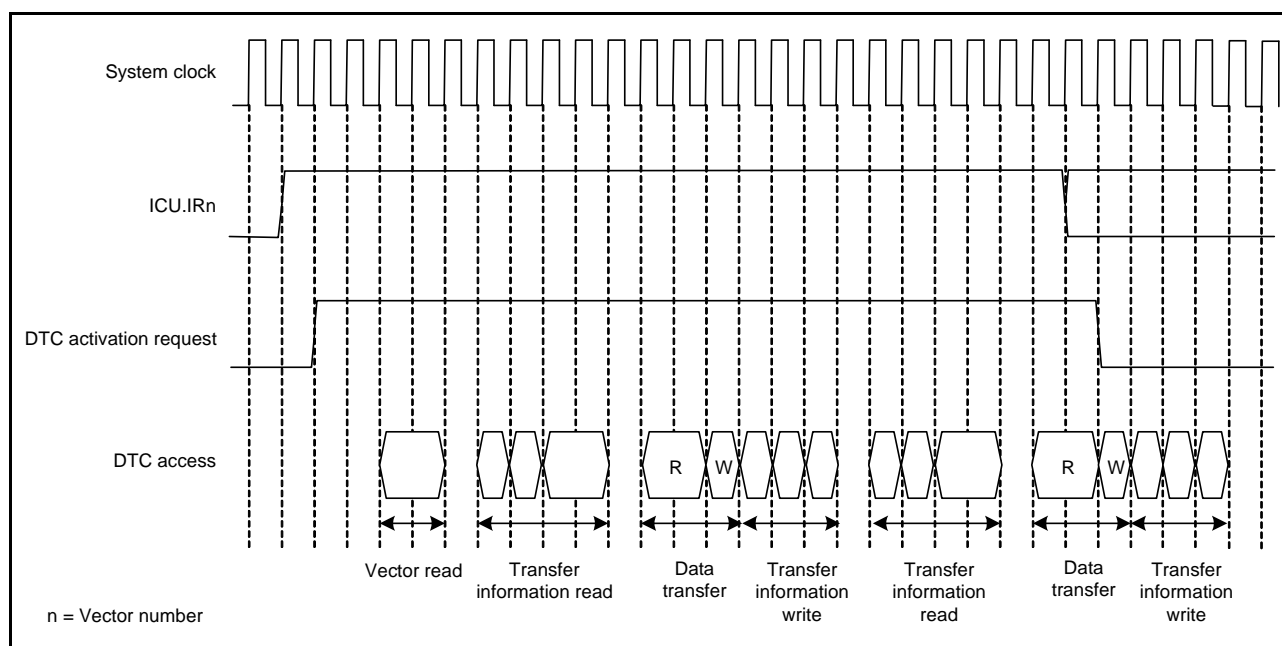 System clock
ICU.IRn
DTC activation request
DTC access
R
W
R
W
Vector read
Transfer
information read
Data
transfer
Transfer
information
write
Transfer
information
read
Data
transfer
Transfer
information
write
n = Vector number